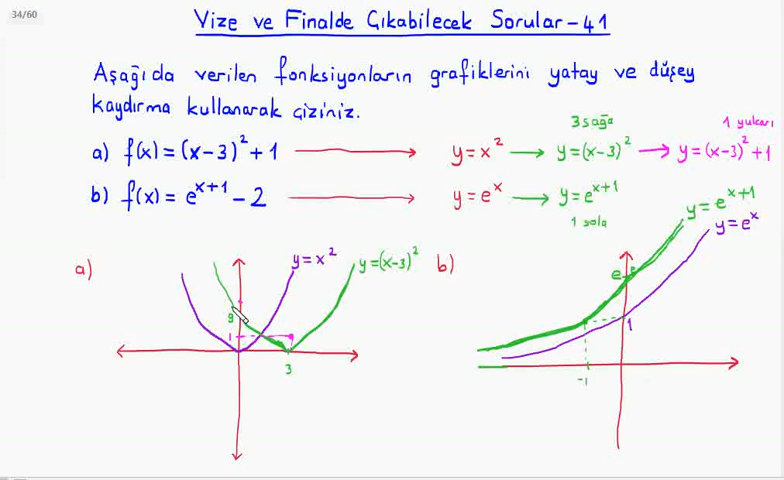 34/60
Vize ve Finalde Çıkabilecek Sorular-41
Aşağıda verilen fonksiyonların grafiklerini yatay ve düşey
kaydırma kullanarak çiziniz.
3 sağa 1 yukarı
a) f(x) = (x-3)² + 1 → y = x² → y = (x-3)² → y = (x-3)² + 1
b) f(x) = e^(x+1) - 2 → y = e^x → y = e^(x+1)
1 sola
y = e^(x+1)
y = e^x
a) y = x² y = (x-3)² b)
e
9
1
1
3
-1